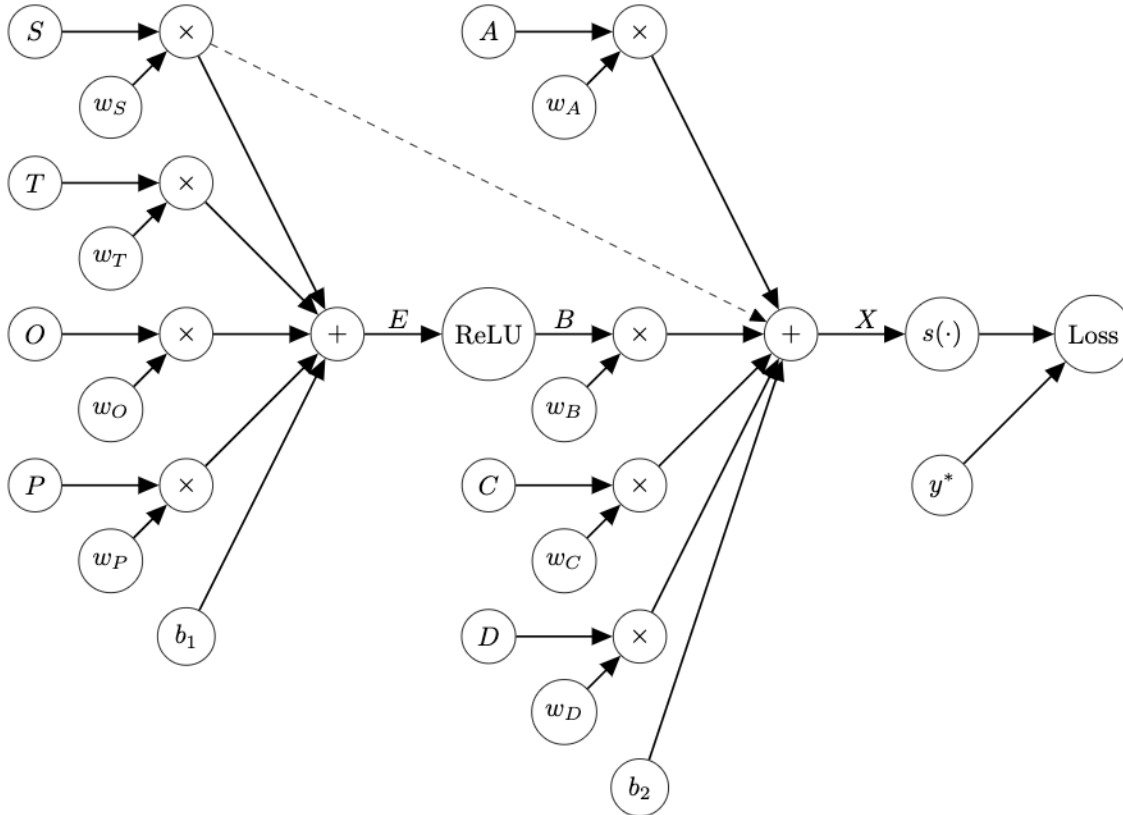 S × A ×
w_S w_A
T ×
w_T
O × + E ReLU B × + X s(·) Loss
w_O w_B
P × C × y*
w_P w_C
b_1 D ×
w_D
b_2